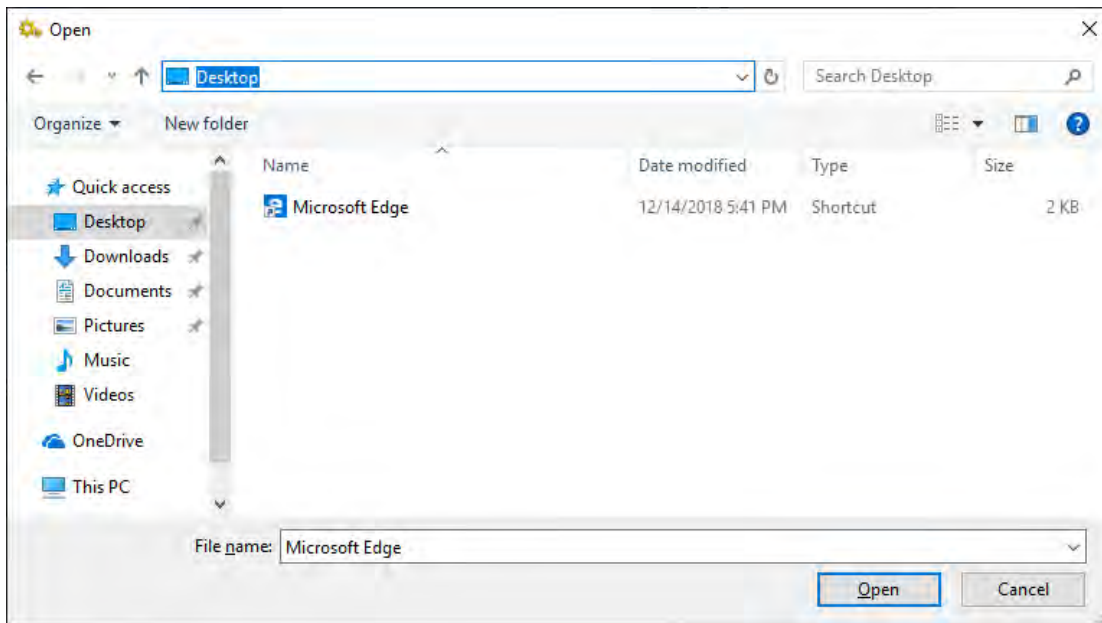 Open
Desktop
Search Desktop
Organize
New folder
Name
Date modified
Type
Size
Quick access
Desktop
Downloads
Documents
Pictures
Music
Videos
OneDrive
This PC
Microsoft Edge
12/14/2018 5:41 PM
Shortcut
2 KB
File name:
Microsoft Edge
Open
Cancel